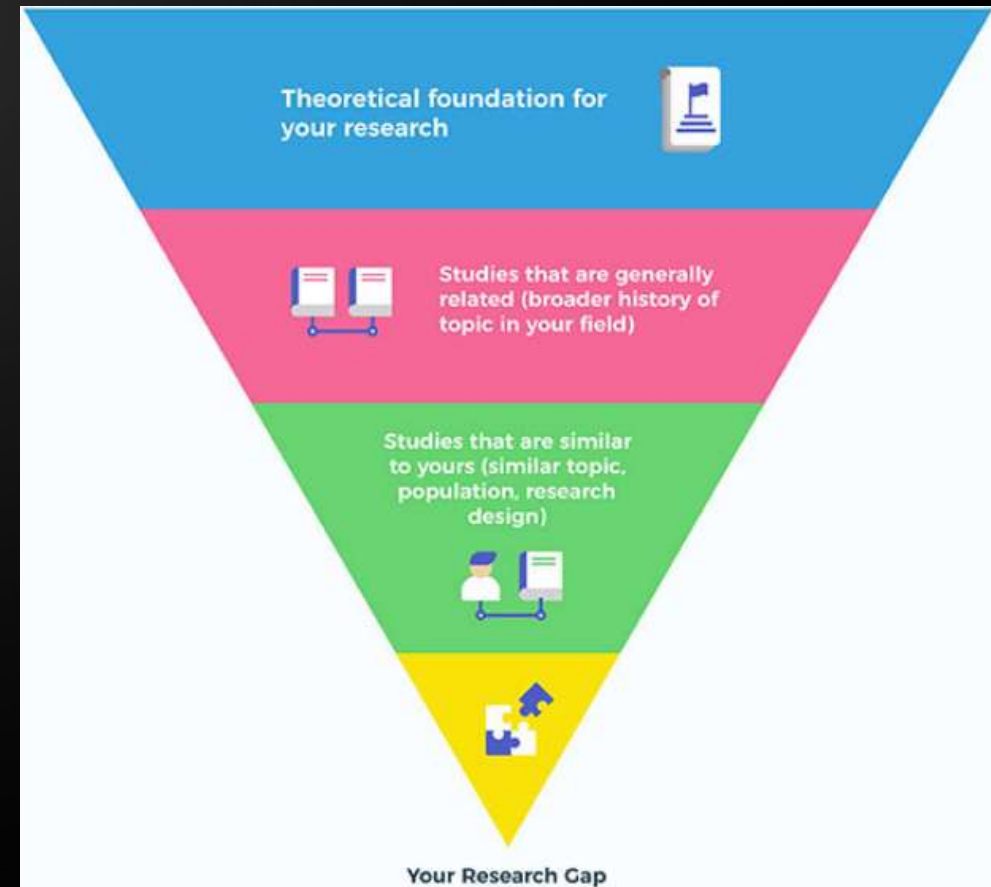 Theoretical foundation for
your research
Studies that are generally
related (broader history of
topic in your field)
Studies that are similar
to yours (similar topic,
population, research
design)
Your Research Gap